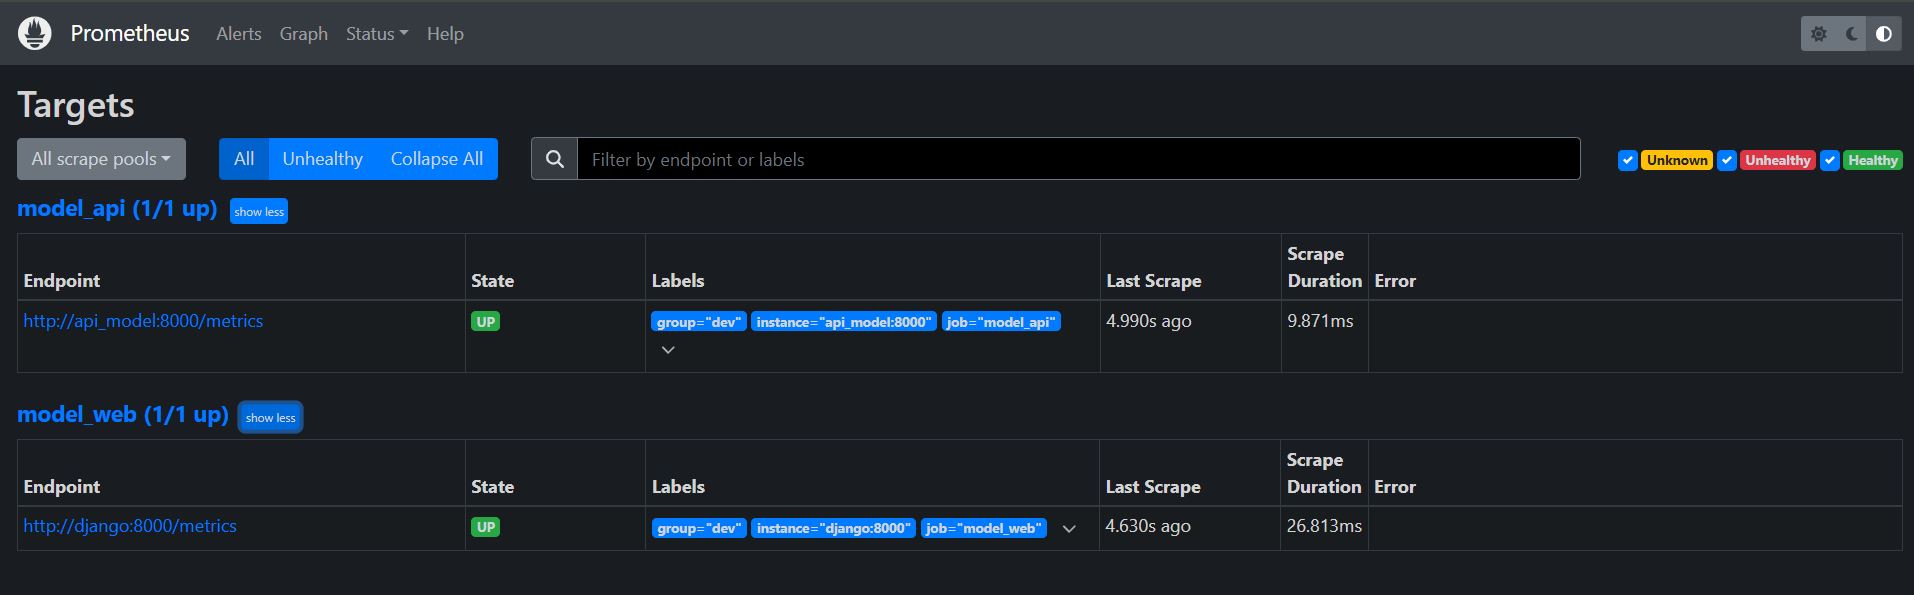 Prometheus Alerts Graph Status Help
Targets
All scrape pools All Unhealthy Collapse All Filter by endpoint or labels Unknown Unhealthy Healthy
model_api (1/1 up) show less
Endpoint State Labels Last Scrape Scrape Duration Error
http://api_model:8000/metrics UP group="dev" instance="api_model:8000" job="model_api" 4.990s ago 9.871ms
model_web (1/1 up) show less
Endpoint State Labels Last Scrape Scrape Duration Error
http://django:8000/metrics UP group="dev" instance="django:8000" job="model_web" 4.630s ago 26.813ms